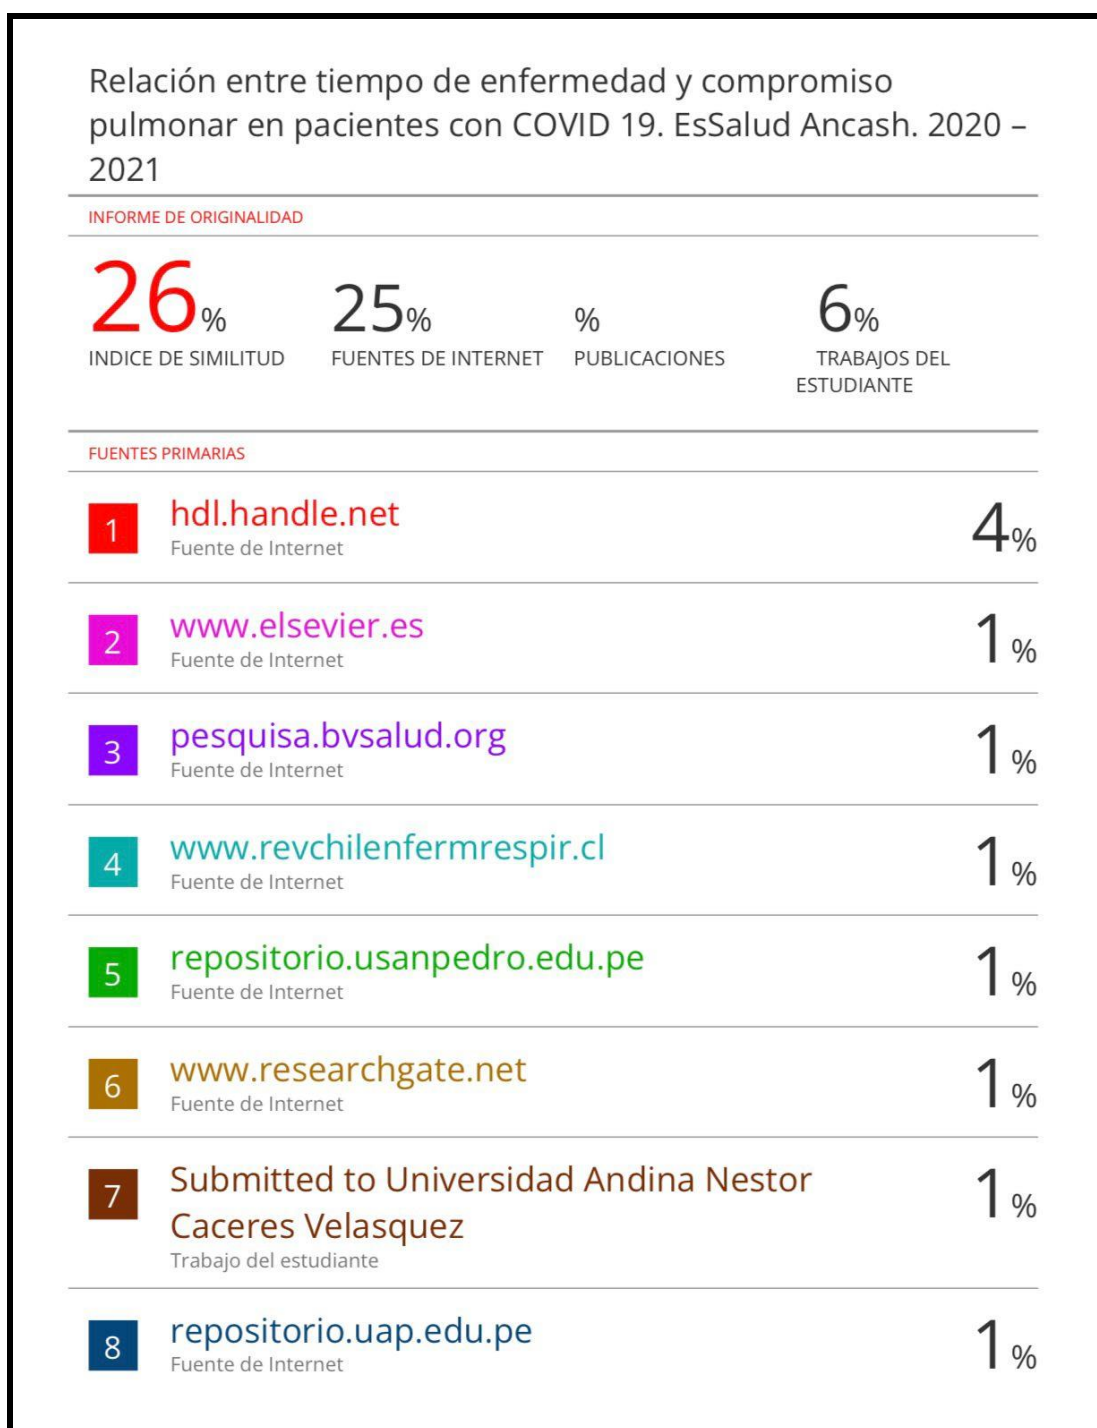 Relación entre tiempo de enfermedad y compromiso
pulmonar en pacientes con COVID 19. EsSalud Ancash. 2020 –
2021
INFORME DE ORIGINALIDAD
26% 25% % 6%
INDICE DE SIMILITUD FUENTES DE INTERNET PUBLICACIONES TRABAJOS DEL
ESTUDIANTE
FUENTES PRIMARIAS
1 hdl.handle.net 4%
Fuente de Internet
2 www.elsevier.es 1%
Fuente de Internet
3 pesquisa.bvsalud.org 1%
Fuente de Internet
4 www.revchilenfermrespir.cl 1%
Fuente de Internet
5 repositorio.usanpedro.edu.pe 1%
Fuente de Internet
6 www.researchgate.net 1%
Fuente de Internet
7 Submitted to Universidad Andina Nestor 1%
Caceres Velasquez
Trabajo del estudiante
8 repositorio.uap.edu.pe 1%
Fuente de Internet